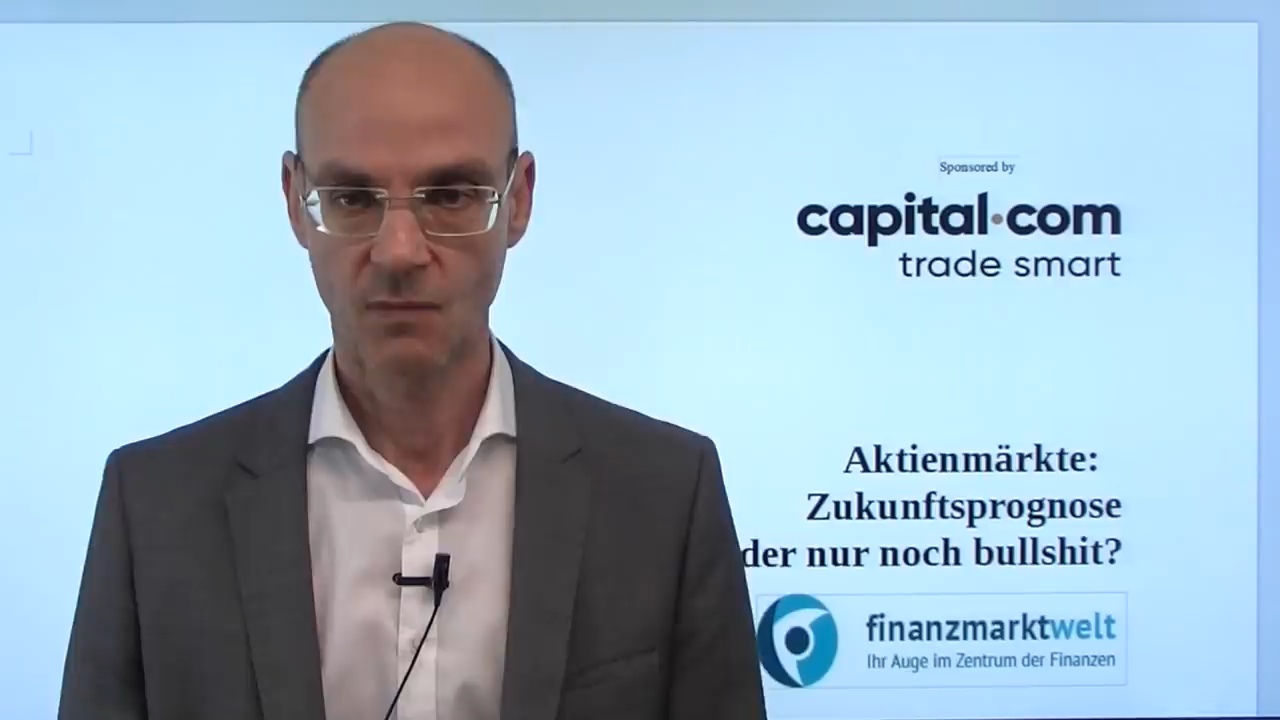 Sponsored by
capital.com
trade smart
Aktienmärkte:
Zukunftsprognose
der nur noch bullshit?
finanzmarktwelt
Ihr Auge im Zentrum der Finanzen